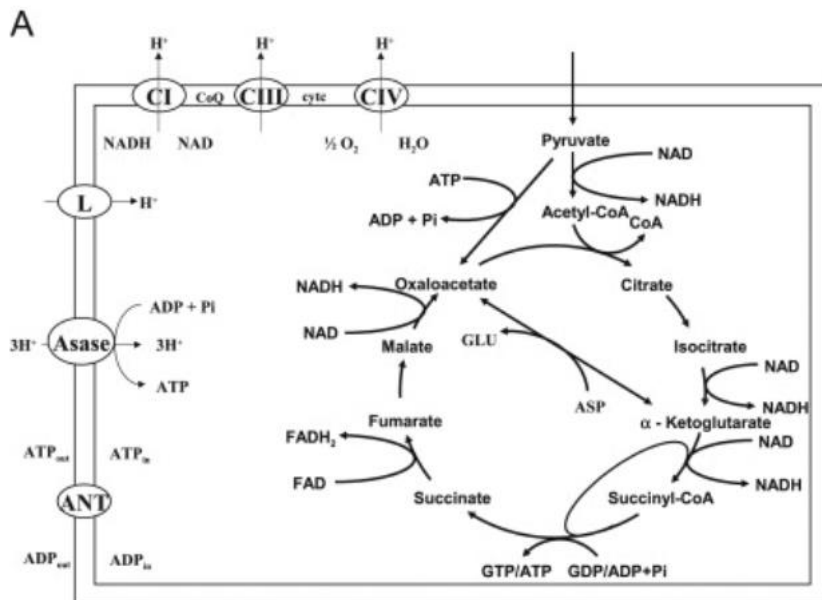 A
H⁺ H⁺ H⁺
CI CoQ CIII cytc CIV
NADH NAD ½ O₂ H₂O
L H⁺
ADP + Pi
3H⁺ Asase 3H⁺
ATP
ATPout ATPin
ANT
ADPout ADPin
Pyruvate
NAD
ATP
NADH
ADP + Pi
Acetyl-CoA CoA
NADH Oxaloacetate Citrate
NAD
Malate GLU Isocitrate
NAD
ASP NADH
Fumarate α - Ketoglutarate
FADH₂ NAD
FAD NADH
Succinate Succinyl-CoA
GTP/ATP GDP/ADP+Pi